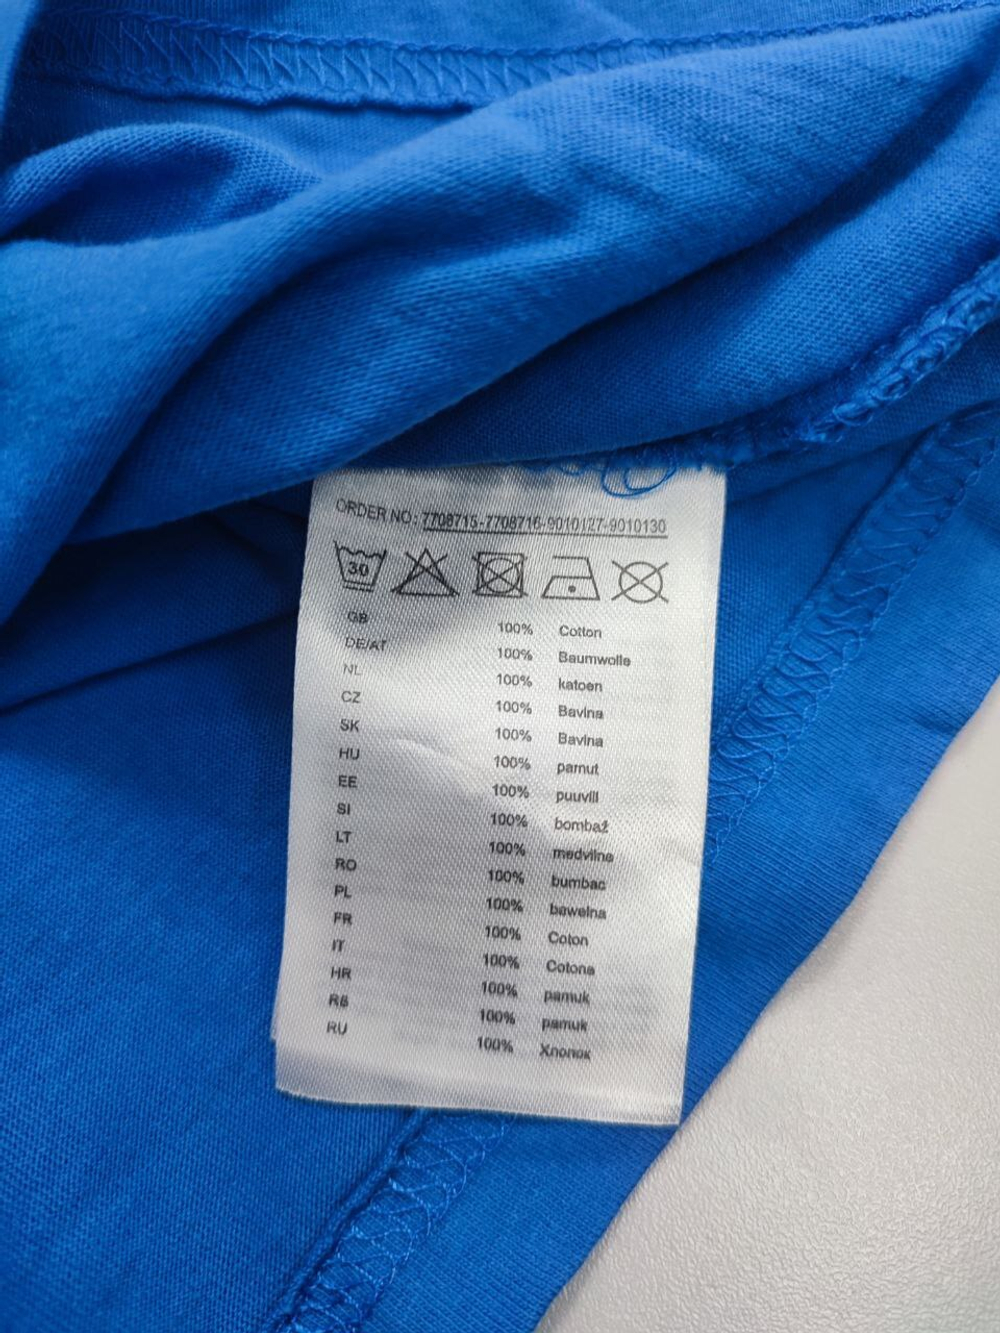 ORDER NO: 7708715-7708716-9010127-9010130
30
GB 100% Cotton
DE/AT 100% Baumwolle
NL 100% katoen
CZ 100% Bavlna
SK 100% Bavlna
HU 100% pamut
EE 100% puuvill
SI 100% bombaž
LT 100% medvilne
RO 100% bumbac
PL 100% bawelna
FR 100% Coton
IT 100% Cotone
HR 100% pamuk
RS 100% pamuk
RU 100% Хлопок